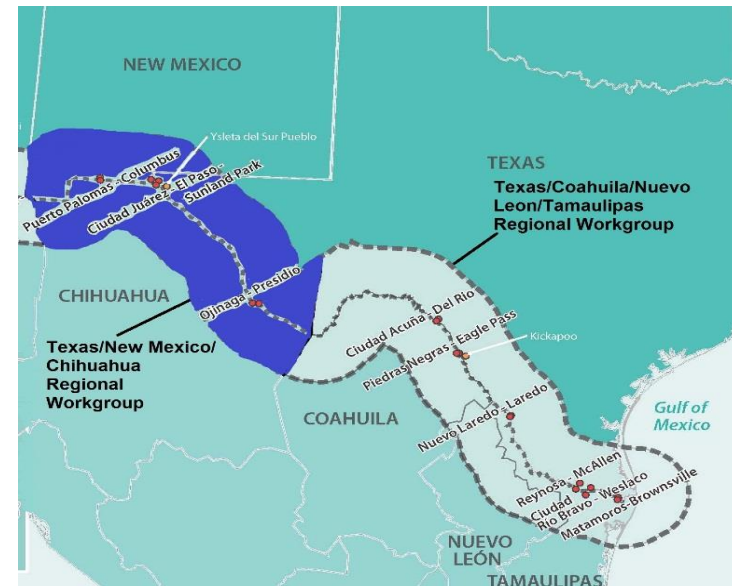 NEW MEXICO
Ysleta del Sur Pueblo
TEXAS
Texas/Coahuila/Nuevo
Leon/Tamaulipas
Regional Workgroup
Puerto Palomas - Columbus
Ciudad Juárez - El Paso -
Sunland Park
CHIHUAHUA
Ojinaga - Presidio
Texas/New Mexico/
Chihuahua
Regional
Workgroup
Ciudad Acuña - Del Rio
Piedras Negras - Eagle Pass
Kickapoo
COAHUILA
Nuevo Laredo - Laredo
Gulf of
Mexico
Reynosa - McAllen
Ciudad
Río Bravo - Weslaco
Matamoros-Brownsville
NUEVO
LEÓN
TAMAULIPAS